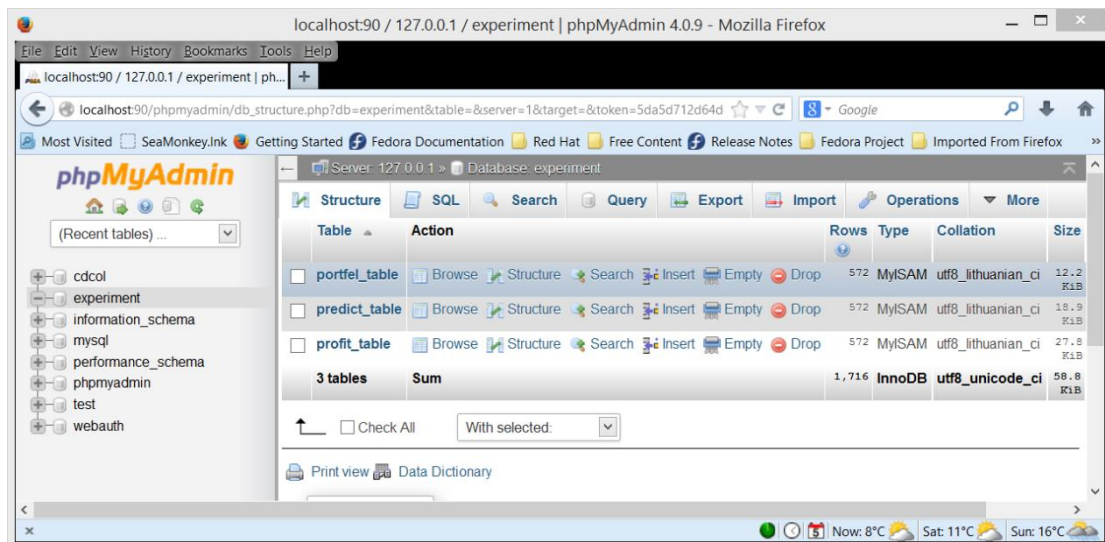 localhost:90 / 127.0.0.1 / experiment | phpMyAdmin 4.0.9 - Mozilla Firefox
File Edit View History Bookmarks Tools Help
localhost:90 / 127.0.0.1 / experiment | ph... +
localhost:90/phpmyadmin/db_structure.php?db=experiment&table=&server=1&target=&token=5da5d712d64d 8 Google
Most Visited SeaMonkey.lnk Getting Started Fedora Documentation Red Hat Free Content Release Notes Fedora Project Imported From Firefox »
phpMyAdmin
(Recent tables) ...
cdcol
experiment
information_schema
mysql
performance_schema
phpmyadmin
test
webauth
Server: 127.0.0.1 » Database: experiment
Structure SQL Search Query Export Import Operations More
Table Action Rows Type Collation Size
portfel_table Browse Structure Search Insert Empty Drop 572 MyISAM utf8_lithuanian_ci 12.2 KiB
predict_table Browse Structure Search Insert Empty Drop 572 MyISAM utf8_lithuanian_ci 18.9 KiB
profit_table Browse Structure Search Insert Empty Drop 572 MyISAM utf8_lithuanian_ci 27.8 KiB
3 tables Sum 1,716 InnoDB utf8_unicode_ci 58.8 KiB
Check All With selected:
Print view Data Dictionary
× 5 Now: 8°C Sat: 11°C Sun: 16°C